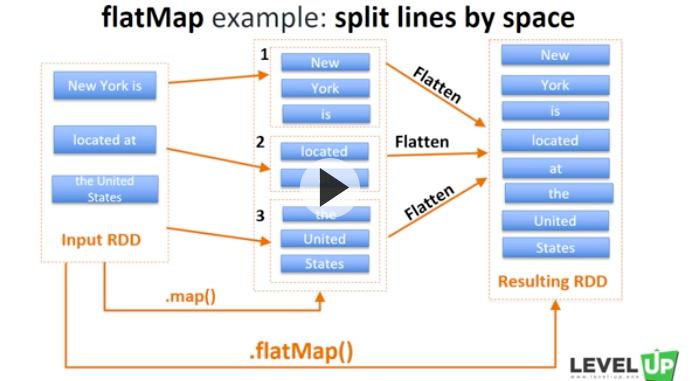 flatMap example: split lines by space
New York is
located at
the United
States
Input RDD
1
New
York
is
2
located
3
the
United
States
Flatten
Flatten
Flatten
New
York
is
located
at
the
United
States
Resulting RDD
.map()
.flatMap()
LEVEL UP
www.level-up.one